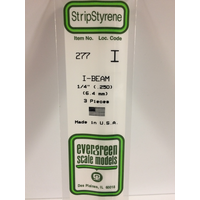 StripStyrene
Item No. Loc. Code
277 I
I-BEAM
1/4" (.250)
(6.4 mm)
3 Pieces
Made in U.S.A.
evergreen
scale models
Des Plaines, IL 60018